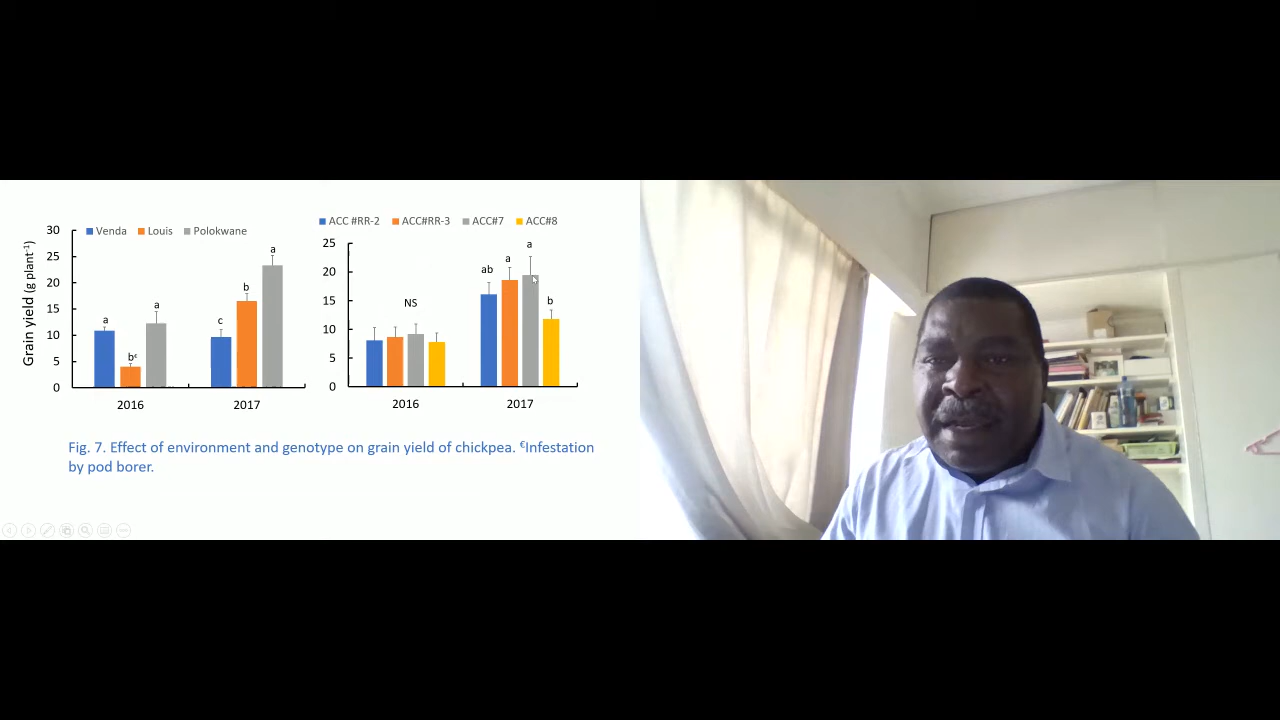 Grain yield (g plant⁻¹)
Venda Louis Polokwane
30
25
20
15
10
5
0
a
bᵋ
a
c
b
a
2016 2017
ACC #RR-2 ACC#RR-3 ACC#7 ACC#8
25
20
15
10
5
0
NS
ab
a
a
b
2016 2017
Fig. 7. Effect of environment and genotype on grain yield of chickpea. ᵋInfestation
by pod borer.